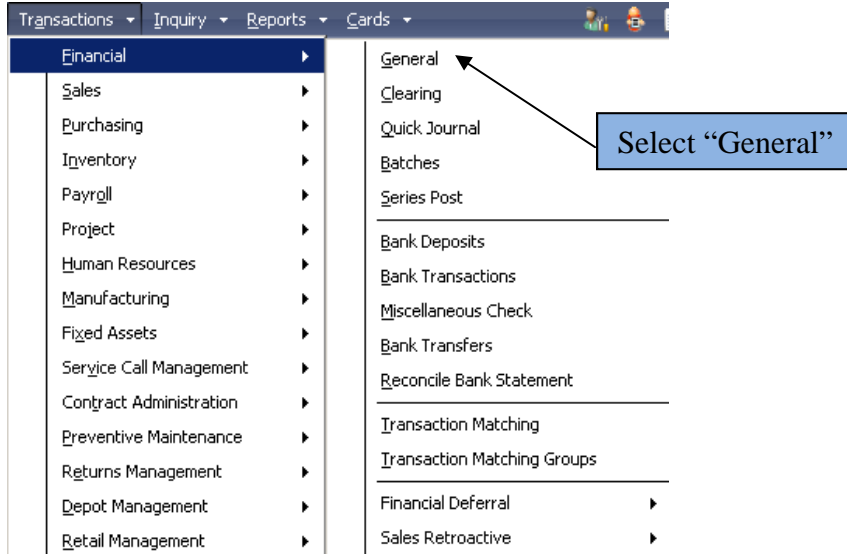 Transactions Inquiry Reports Cards
Financial
Sales
Purchasing
Inventory
Payroll
Project
Human Resources
Manufacturing
Fixed Assets
Service Call Management
Contract Administration
Preventive Maintenance
Returns Management
Depot Management
Retail Management
General
Clearing
Quick Journal
Batches
Series Post
Bank Deposits
Bank Transactions
Miscellaneous Check
Bank Transfers
Reconcile Bank Statement
Transaction Matching
Transaction Matching Groups
Financial Deferral
Sales Retroactive
Select “General”